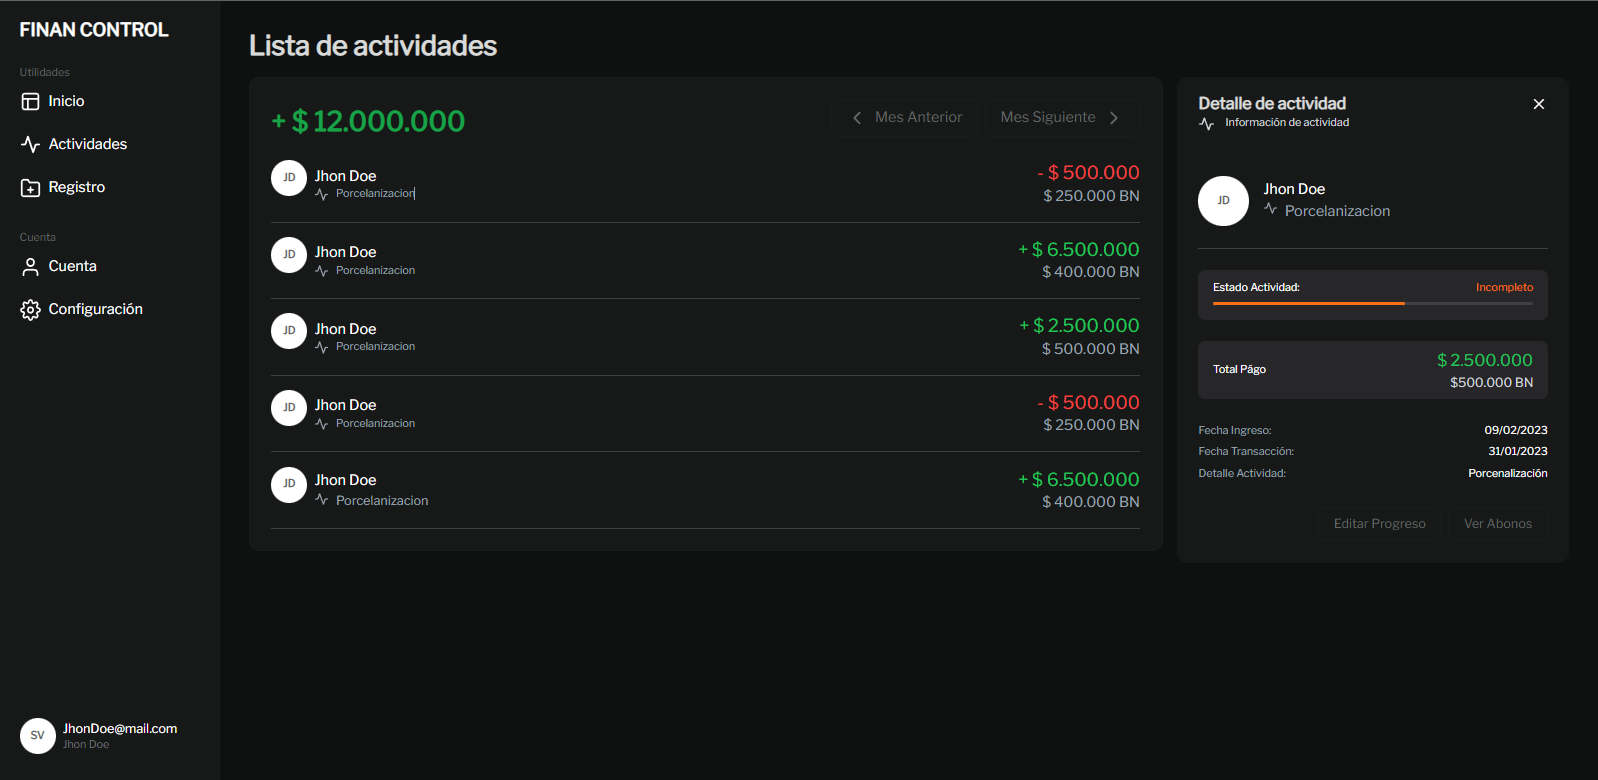 FINAN CONTROL
Utilidades
Inicio
Actividades
Registro
Cuenta
Cuenta
Configuración
SV
JhonDoe@mail.com
Jhon Doe
Lista de actividades
+ $ 12.000.000
Mes Anterior
Mes Siguiente
JD
Jhon Doe
Porcelanizacion
- $ 500.000
$ 250.000 BN
JD
Jhon Doe
Porcelanizacion
+ $ 6.500.000
$ 400.000 BN
JD
Jhon Doe
Porcelanizacion
+ $ 2.500.000
$ 500.000 BN
JD
Jhon Doe
Porcelanizacion
- $ 500.000
$ 250.000 BN
JD
Jhon Doe
Porcelanizacion
+ $ 6.500.000
$ 400.000 BN
Detalle de actividad
Información de actividad
JD
Jhon Doe
Porcelanizacion
Estado Actividad: Incompleto
Total Págo
$ 2.500.000
$500.000 BN
Fecha Ingreso: 09/02/2023
Fecha Transacción: 31/01/2023
Detalle Actividad: Porcenalización
Editar Progreso
Ver Abonos